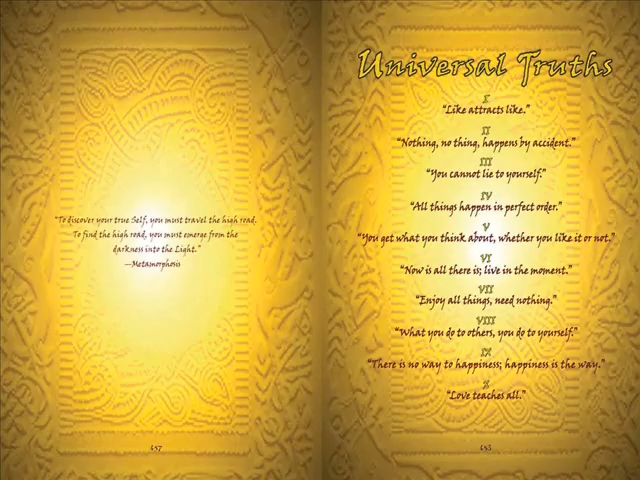 "To discover your true Self, you must travel the high road.
To find the high road, you must emerge from the
darkness into the Light."
—Metamorphosis
457
Universal Truths
I
"Like attracts like."
II
"Nothing, no thing, happens by accident."
III
"You cannot lie to yourself."
IV
"All things happen in perfect order."
V
"You get what you think about, whether you like it or not."
VI
"Now is all there is; live in the moment."
VII
"Enjoy all things, need nothing."
VIII
"What you do to others, you do to yourself."
IX
"There is no way to happiness; happiness is the way."
X
"Love teaches all."